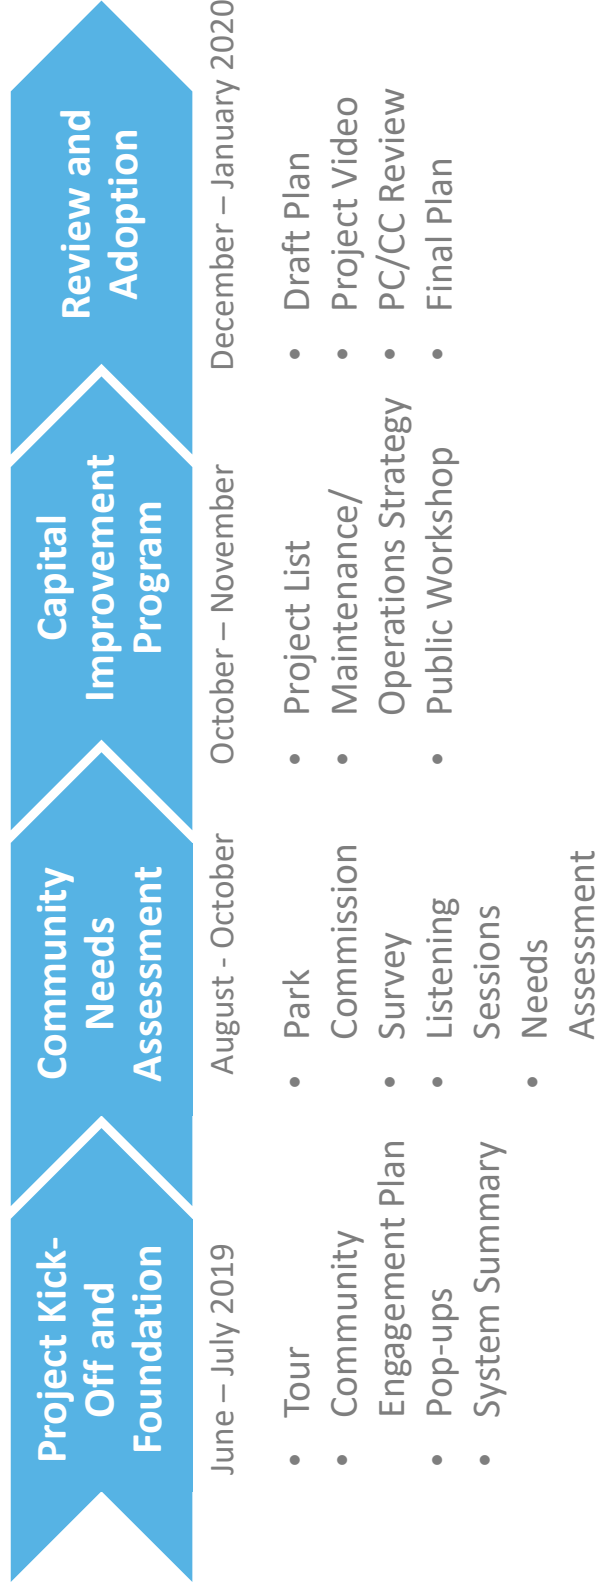 Project Kick-
Off and
Foundation
June – July 2019
• Tour
• Community
Engagement Plan
• Pop-ups
• System Summary
Community
Needs
Assessment
August - October
• Park
Commission
• Survey
• Listening
Sessions
• Needs
Assessment
Capital
Improvement
Program
October – November
• Project List
• Maintenance/
Operations Strategy
• Public Workshop
Review and
Adoption
December – January 2020
• Draft Plan
• Project Video
• PC/CC Review
• Final Plan